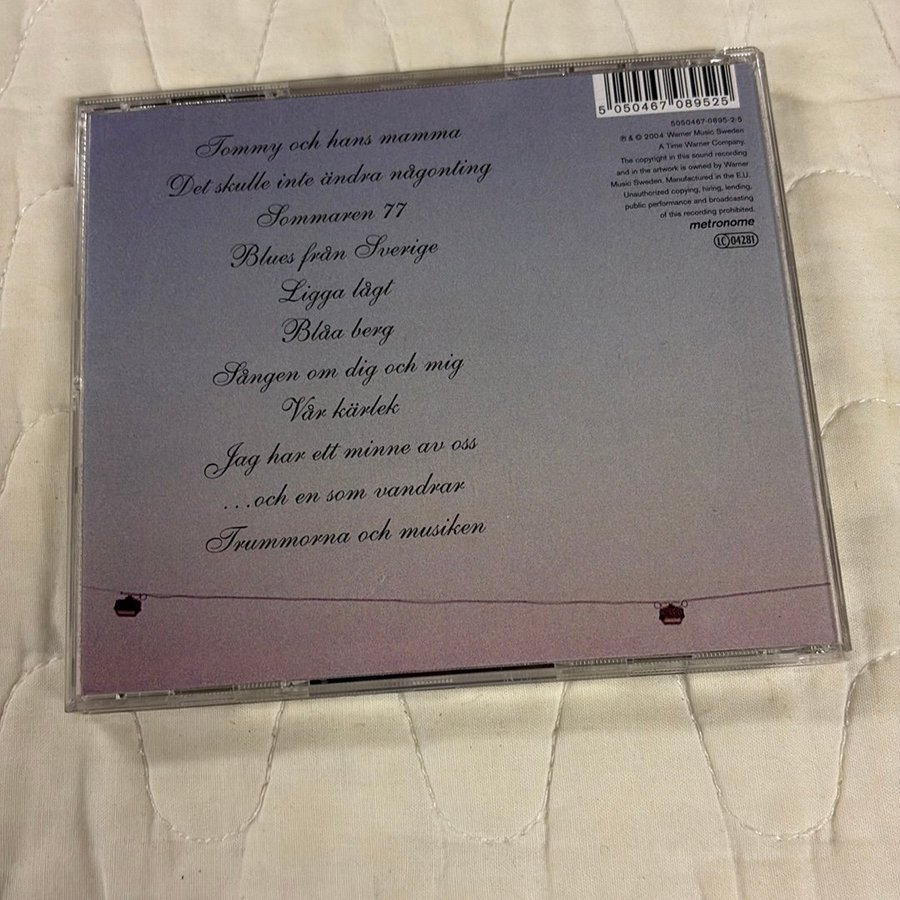 Tommy och hans mamma
Det skulle inte ändra någonting
Sommaren 77
Blues från Sverige
Ligga lågt
Blåa berg
Sången om dig och mig
Vår kärlek
Jag har ett minne av oss
...och en som vandrar
Trummorna och musiken
5 050467 089525
5050467-0895-2-5
℗ & © 2004 Warner Music Sweden
A Time Warner Company.
The copyright in this sound recording
and in the artwork is owned by Warner
Music Sweden. Manufactured in the E.U.
Unauthorized copying, hiring, lending,
public performance and broadcasting
of this recording prohibited.
metronome
LC 04281